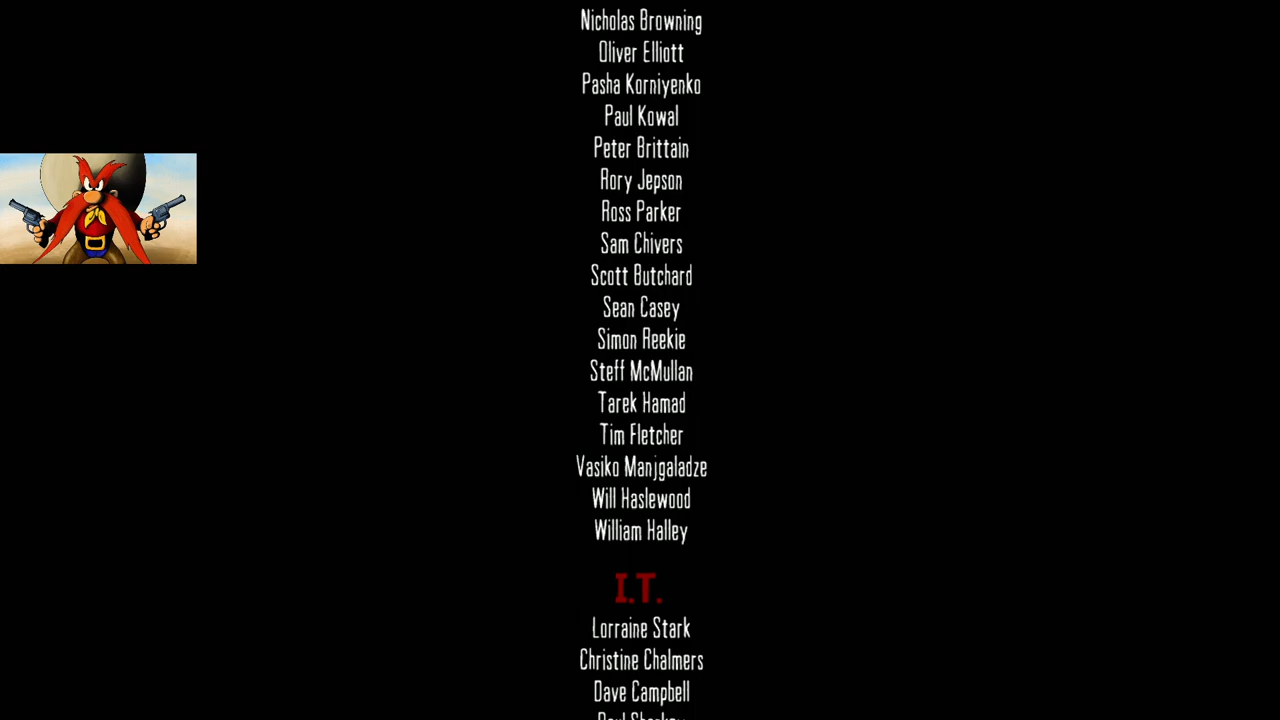 Nicholas Browning
Oliver Elliott
Pasha Korniyenko
Paul Kowal
Peter Brittain
Rory Jepson
Ross Parker
Sam Chivers
Scott Butchard
Sean Casey
Simon Reekie
Steff McMullan
Tarek Hamad
Tim Fletcher
Vasiko Manjgaladze
Will Haslewood
William Halley
I.T.
Lorraine Stark
Christine Chalmers
Dave Campbell